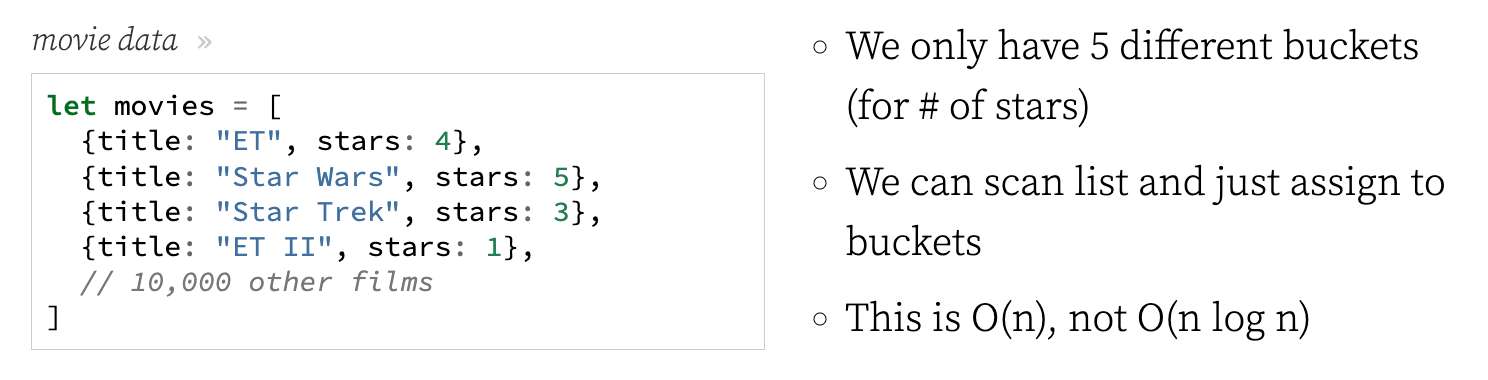 movie data »
let movies = [
  {title: "ET", stars: 4},
  {title: "Star Wars", stars: 5},
  {title: "Star Trek", stars: 3},
  {title: "ET II", stars: 1},
  // 10,000 other films
]
◦ We only have 5 different buckets
(for # of stars)
◦ We can scan list and just assign to
buckets
◦ This is O(n), not O(n log n)